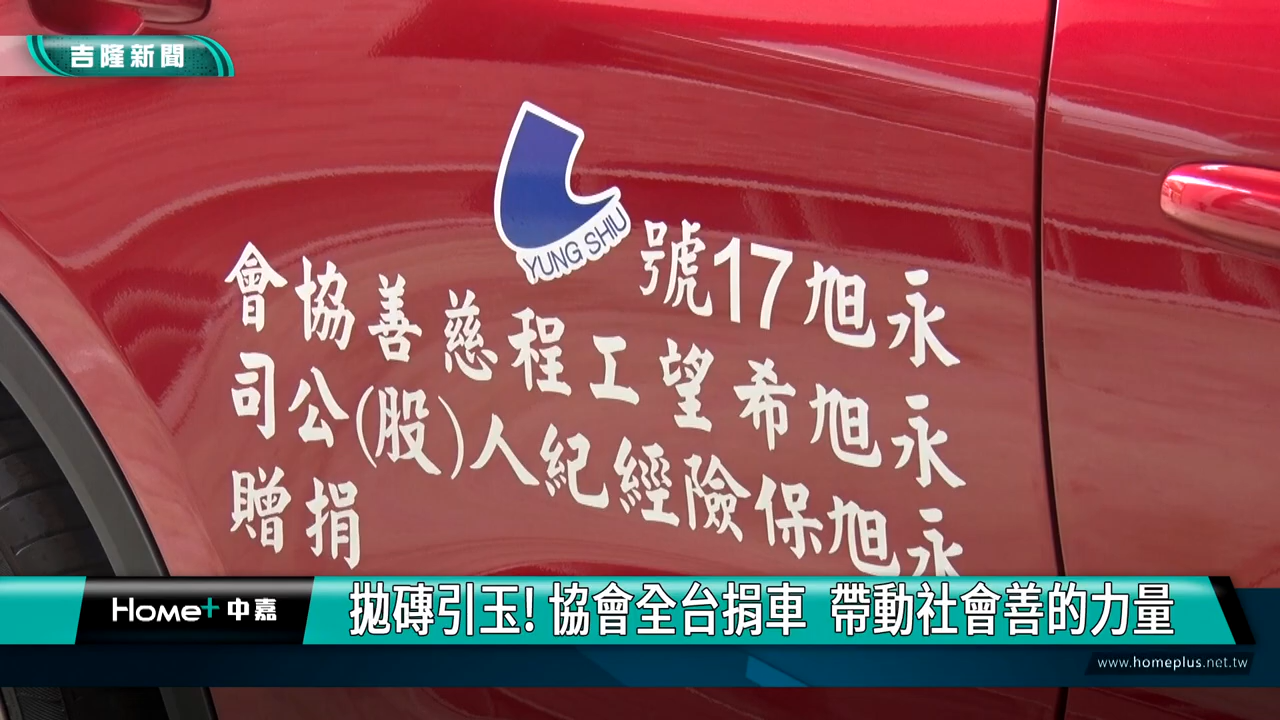 吉隆新聞
YUNG SHIU
永旭17號
永旭希望工程慈善協會
永旭保險經紀人(股)公司
捐贈
Home+中嘉
拋磚引玉!協會全台捐車 帶動社會善的力量
www.homeplus.net.tw